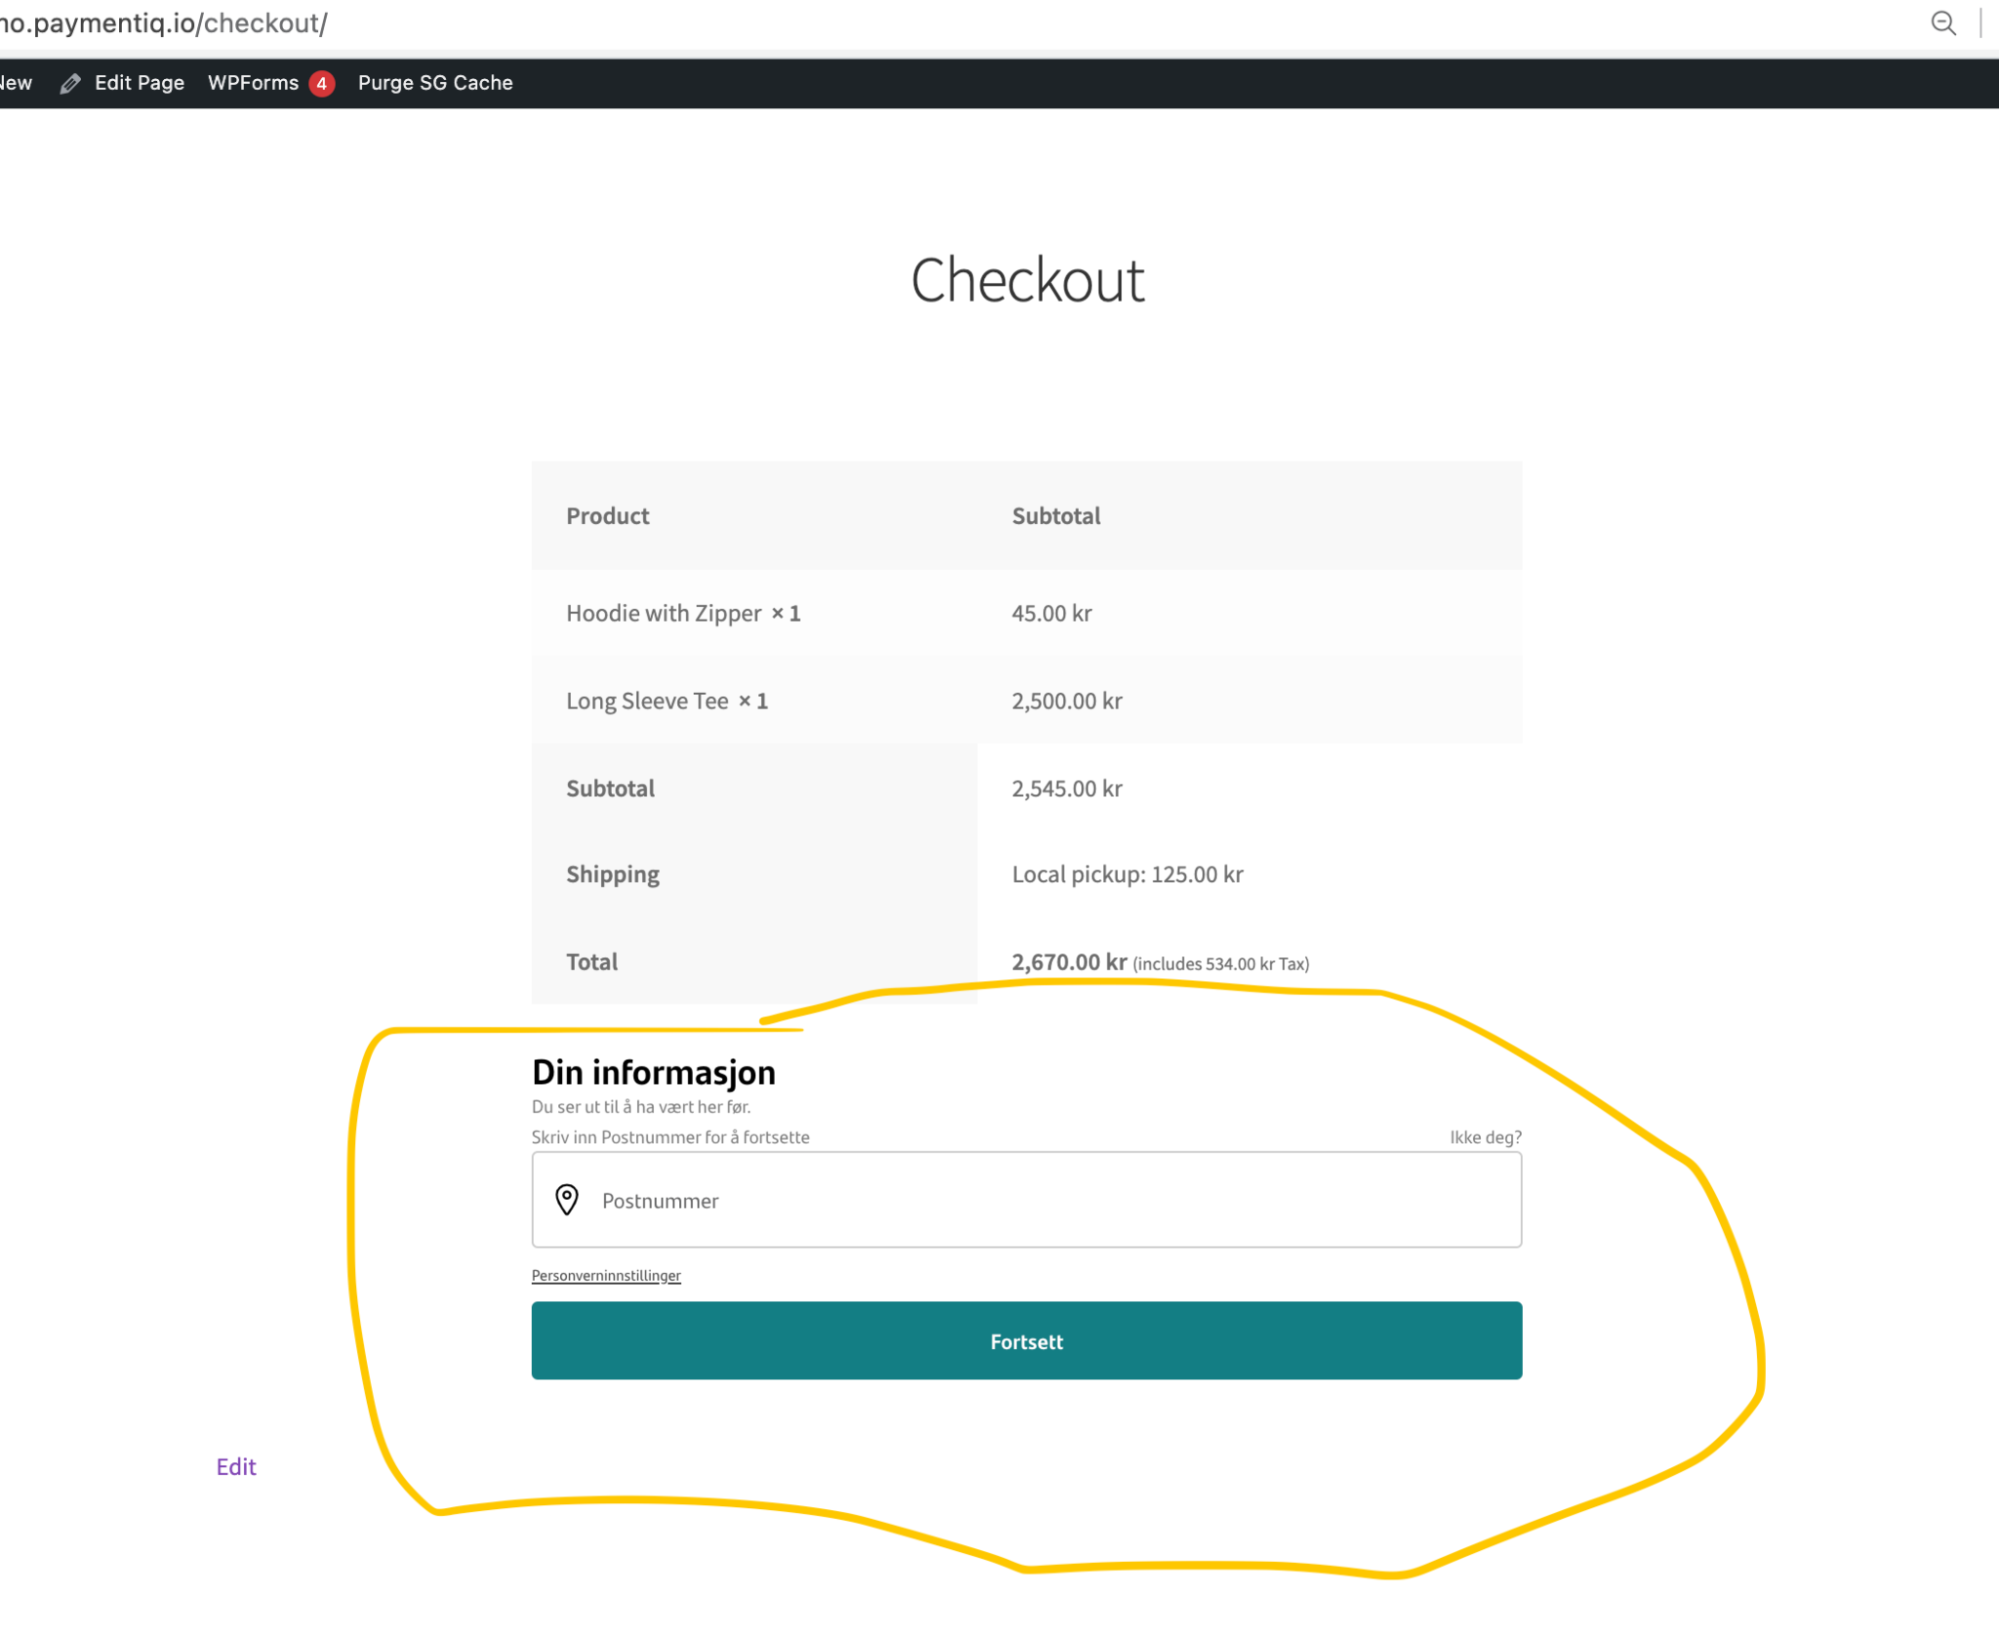 no.paymentiq.io/checkout/
New Edit Page WPForms 4 Purge SG Cache
Checkout
Product Subtotal
Hoodie with Zipper × 1 45.00 kr
Long Sleeve Tee × 1 2,500.00 kr
Subtotal 2,545.00 kr
Shipping Local pickup: 125.00 kr
Total 2,670.00 kr (includes 534.00 kr Tax)
Din informasjon
Du ser ut til å ha vært her før.
Skriv inn Postnummer for å fortsette Ikke deg?
Postnummer
Personverninnstillinger
Fortsett
Edit